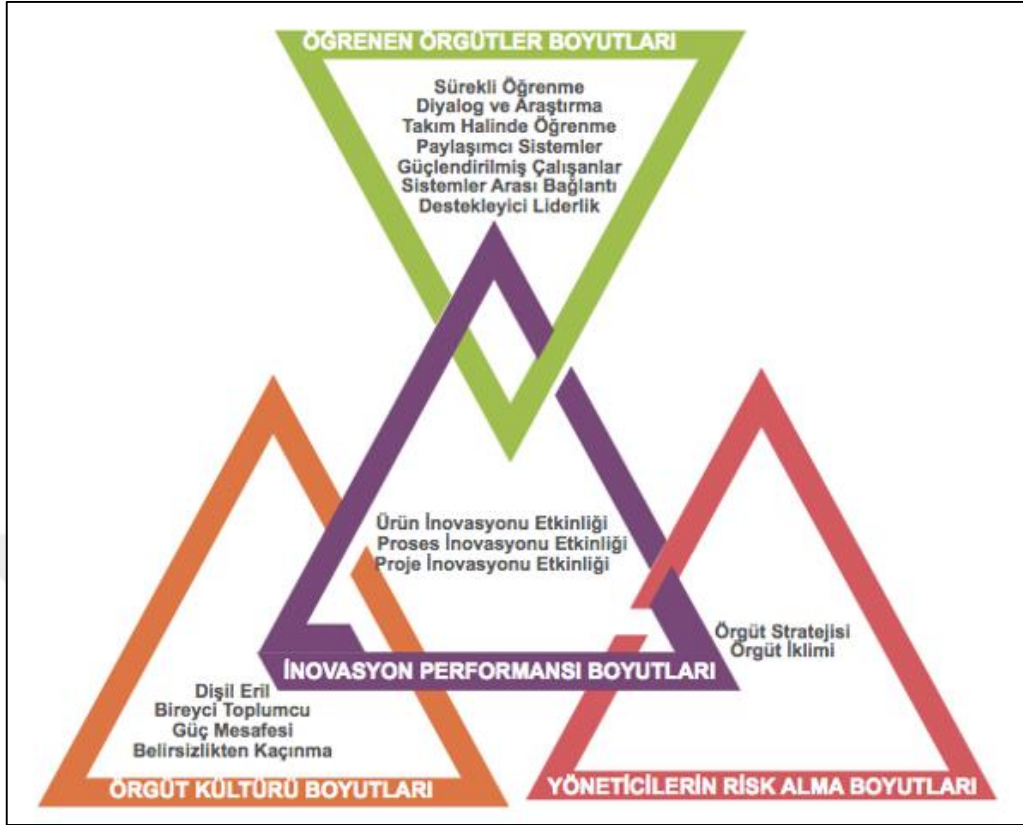 ÖĞRENEN ÖRGÜTLER BOYUTLARI
Sürekli Öğrenme
Diyalog ve Araştırma
Takım Halinde Öğrenme
Paylaşımcı Sistemler
Güçlendirilmiş Çalışanlar
Sistemler Arası Bağlantı
Destekleyici Liderlik
Ürün İnovasyonu Etkinliği
Proses İnovasyonu Etkinliği
Proje İnovasyonu Etkinliği
İNOVASYON PERFORMANSI BOYUTLARI
Dişil Eril
Bireyci Toplumcu
Güç Mesafesi
Belirsizlikten Kaçınma
ÖRGÜT KÜLTÜRÜ BOYUTLARI
Örgüt Stratejisi
Örgüt İklimi
YÖNETİCİLERİN RİSK ALMA BOYUTLARI